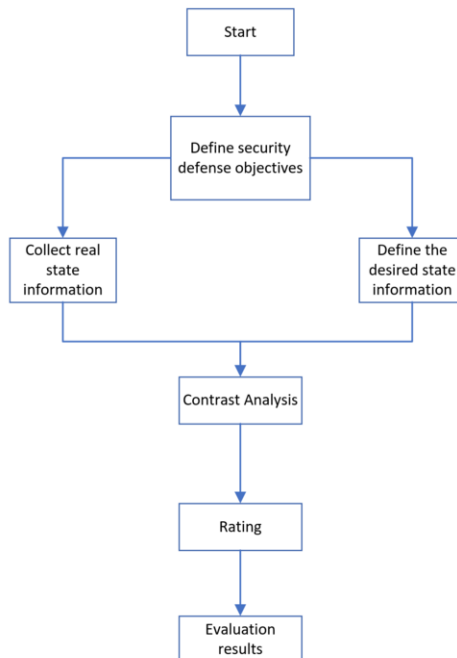 Start
Define security
defense objectives
Collect real
state
information
Define the
desired state
information
Contrast Analysis
Rating
Evaluation
results